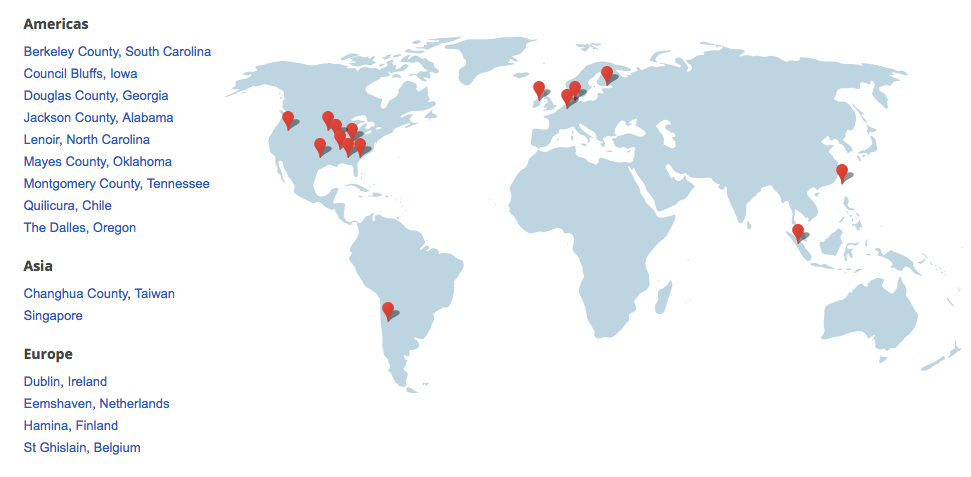 Americas
Berkeley County, South Carolina
Council Bluffs, Iowa
Douglas County, Georgia
Jackson County, Alabama
Lenoir, North Carolina
Mayes County, Oklahoma
Montgomery County, Tennessee
Quilicura, Chile
The Dalles, Oregon
Asia
Changhua County, Taiwan
Singapore
Europe
Dublin, Ireland
Eemshaven, Netherlands
Hamina, Finland
St Ghislain, Belgium